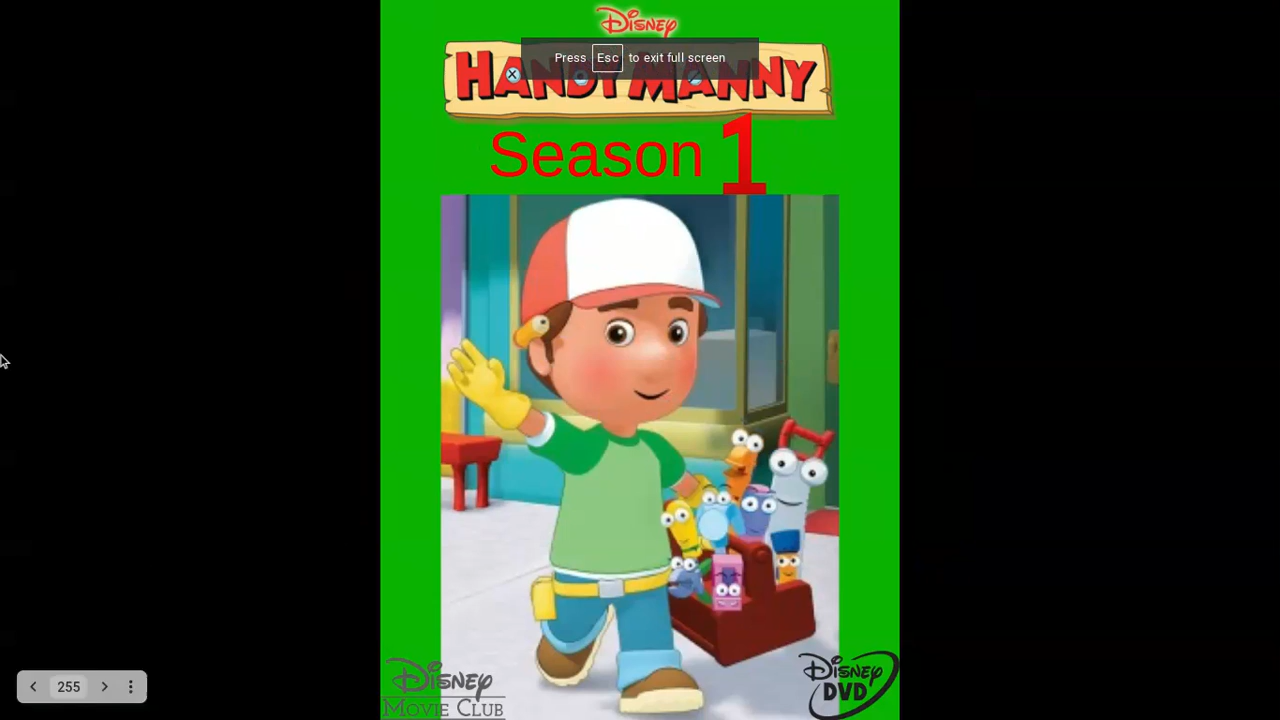 Disney
HANDY MANNY
Press Esc to exit full screen
Season 1
Disney
MOVIE CLUB
Disney
DVD
255